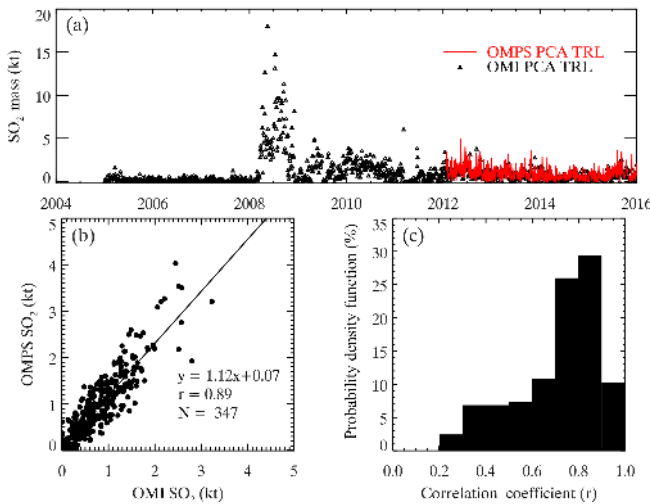 20
(a)
OMPS PCA TRL
OMI PCA TRL
15
10
5
0
SO2 mass (kt)
2004 2006 2008 2010 2012 2014 2016
(b)
5
4
3
2
1
0
OMPS SO2 (kt)
y = 1.12x+0.07
r = 0.89
N = 347
0 1 2 3 4 5
OMI SO2 (kt)
(c)
35
30
25
20
15
10
5
0
Probability density function (%)
0.0 0.2 0.4 0.6 0.8 1.0
Correlation coefficient (r)